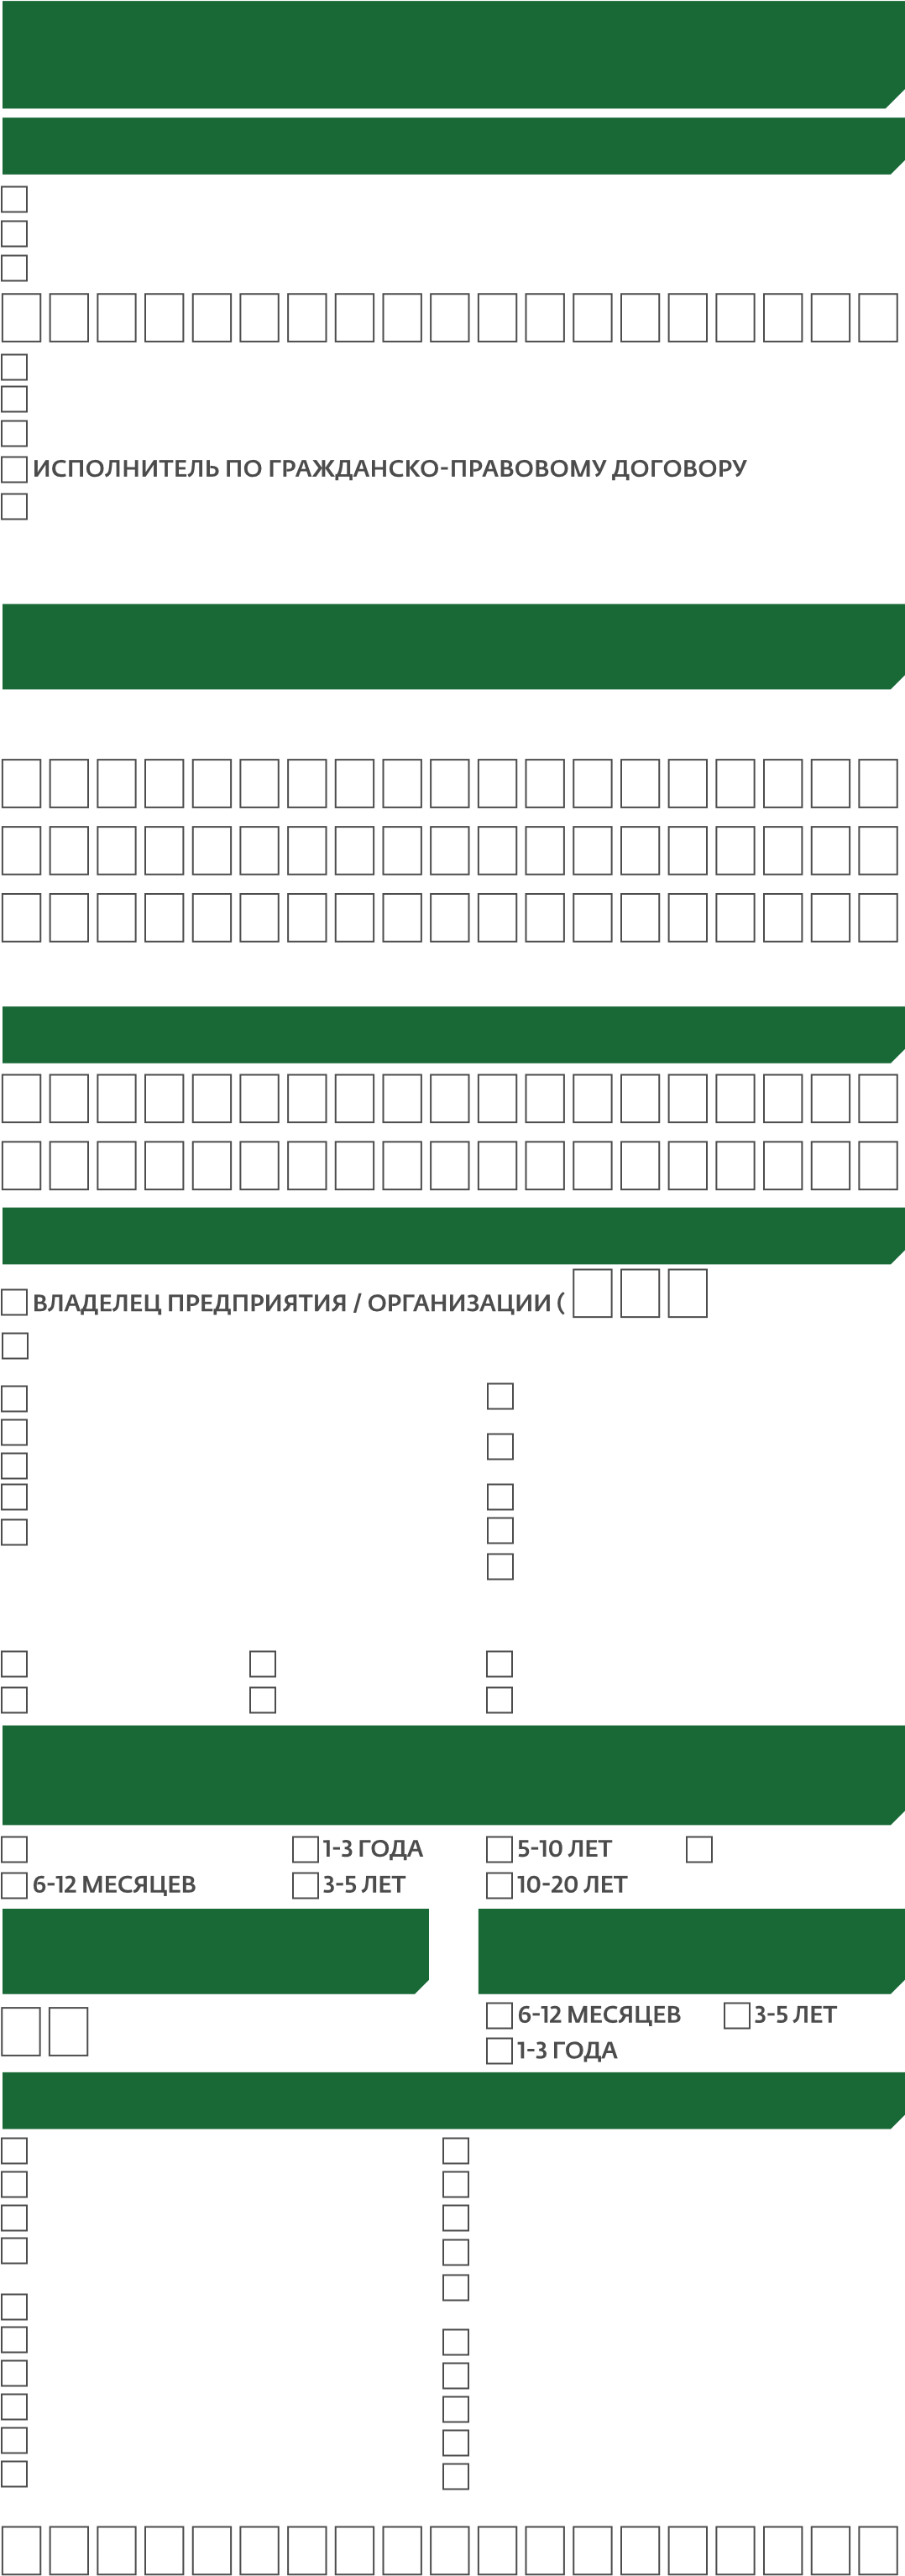 ИСПОЛНИТЕЛЬ ПО ГРАЖДАНСКО-ПРАВОВОМУ ДОГОВОРУ
ВЛАДЕЛЕЦ ПРЕДПРИЯТИЯ / ОРГАНИЗАЦИИ (
1-3 ГОДА 5-10 ЛЕТ
6-12 МЕСЯЦЕВ 3-5 ЛЕТ 10-20 ЛЕТ
6-12 МЕСЯЦЕВ 3-5 ЛЕТ
1-3 ГОДА